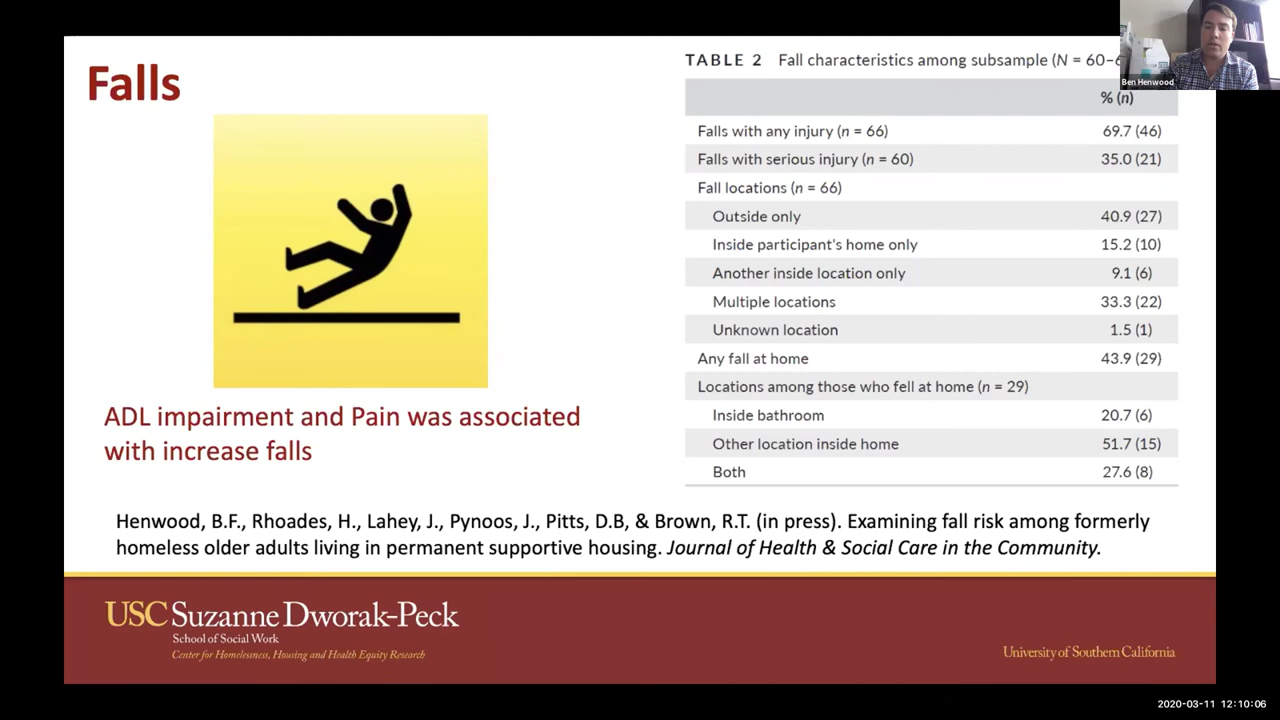 Falls
ADL impairment and Pain was associated
with increase falls
TABLE 2 Fall characteristics among subsample (N = 60–
% (n)
Falls with any injury (n = 66) 69.7 (46)
Falls with serious injury (n = 60) 35.0 (21)
Fall locations (n = 66)
Outside only 40.9 (27)
Inside participant's home only 15.2 (10)
Another inside location only 9.1 (6)
Multiple locations 33.3 (22)
Unknown location 1.5 (1)
Any fall at home 43.9 (29)
Locations among those who fell at home (n = 29)
Inside bathroom 20.7 (6)
Other location inside home 51.7 (15)
Both 27.6 (8)
Henwood, B.F., Rhoades, H., Lahey, J., Pynoos, J., Pitts, D.B, & Brown, R.T. (in press). Examining fall risk among formerly
homeless older adults living in permanent supportive housing. Journal of Health & Social Care in the Community.
USC Suzanne Dworak-Peck
School of Social Work
Center for Homelessness, Housing and Health Equity Research
University of Southern California
Ben Henwood
2020-03-11 12:10:06